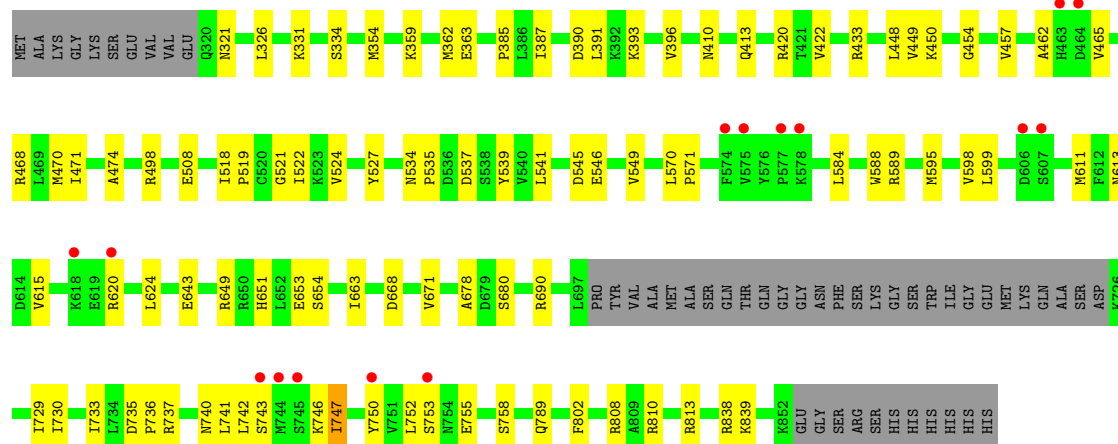 MET ALA LYS GLY LYS SER GLU VAL VAL GLU Q320 N321 L326 K331 S334 M354 K359 M362 E363 P385 L386 I387 D390 L391 K392 K393 V396 N410 Q413 R420 T421 V422 R433 L448 V449 K450 G454 V457 A462 H463 D464 V465
R468 L469 M470 I471 A474 R498 E508 I518 P519 C520 G521 I522 K523 V524 Y527 N534 P535 D536 D537 S538 Y539 V540 L541 D545 E546 V549 L570 P571 F574 V575 Y576 P577 K578 L584 W588 R589 M595 V598 L599 D606 S607 M611 F612 N613
D614 V615 K618 E619 R620 L624 E643 R649 R650 H651 L652 E653 S654 I663 D668 V671 A678 D679 S680 R690 L697 PRO TYR VAL ALA MET ALA SER GLN THR GLN GLY GLY ASN PHE SER LYS GLY SER TRP ILE GLY GLU MET LYS GLN ALA SER ASP K726
I729 I730 I733 L734 D735 P736 R737 N740 L741 L742 S743 M744 S745 K746 I747 Y750 V751 L752 S753 N754 E755 S758 Q789 F802 R808 A809 R810 R813 R838 K839 K852 GLU GLY SER ARG SER HIS HIS HIS HIS HIS HIS